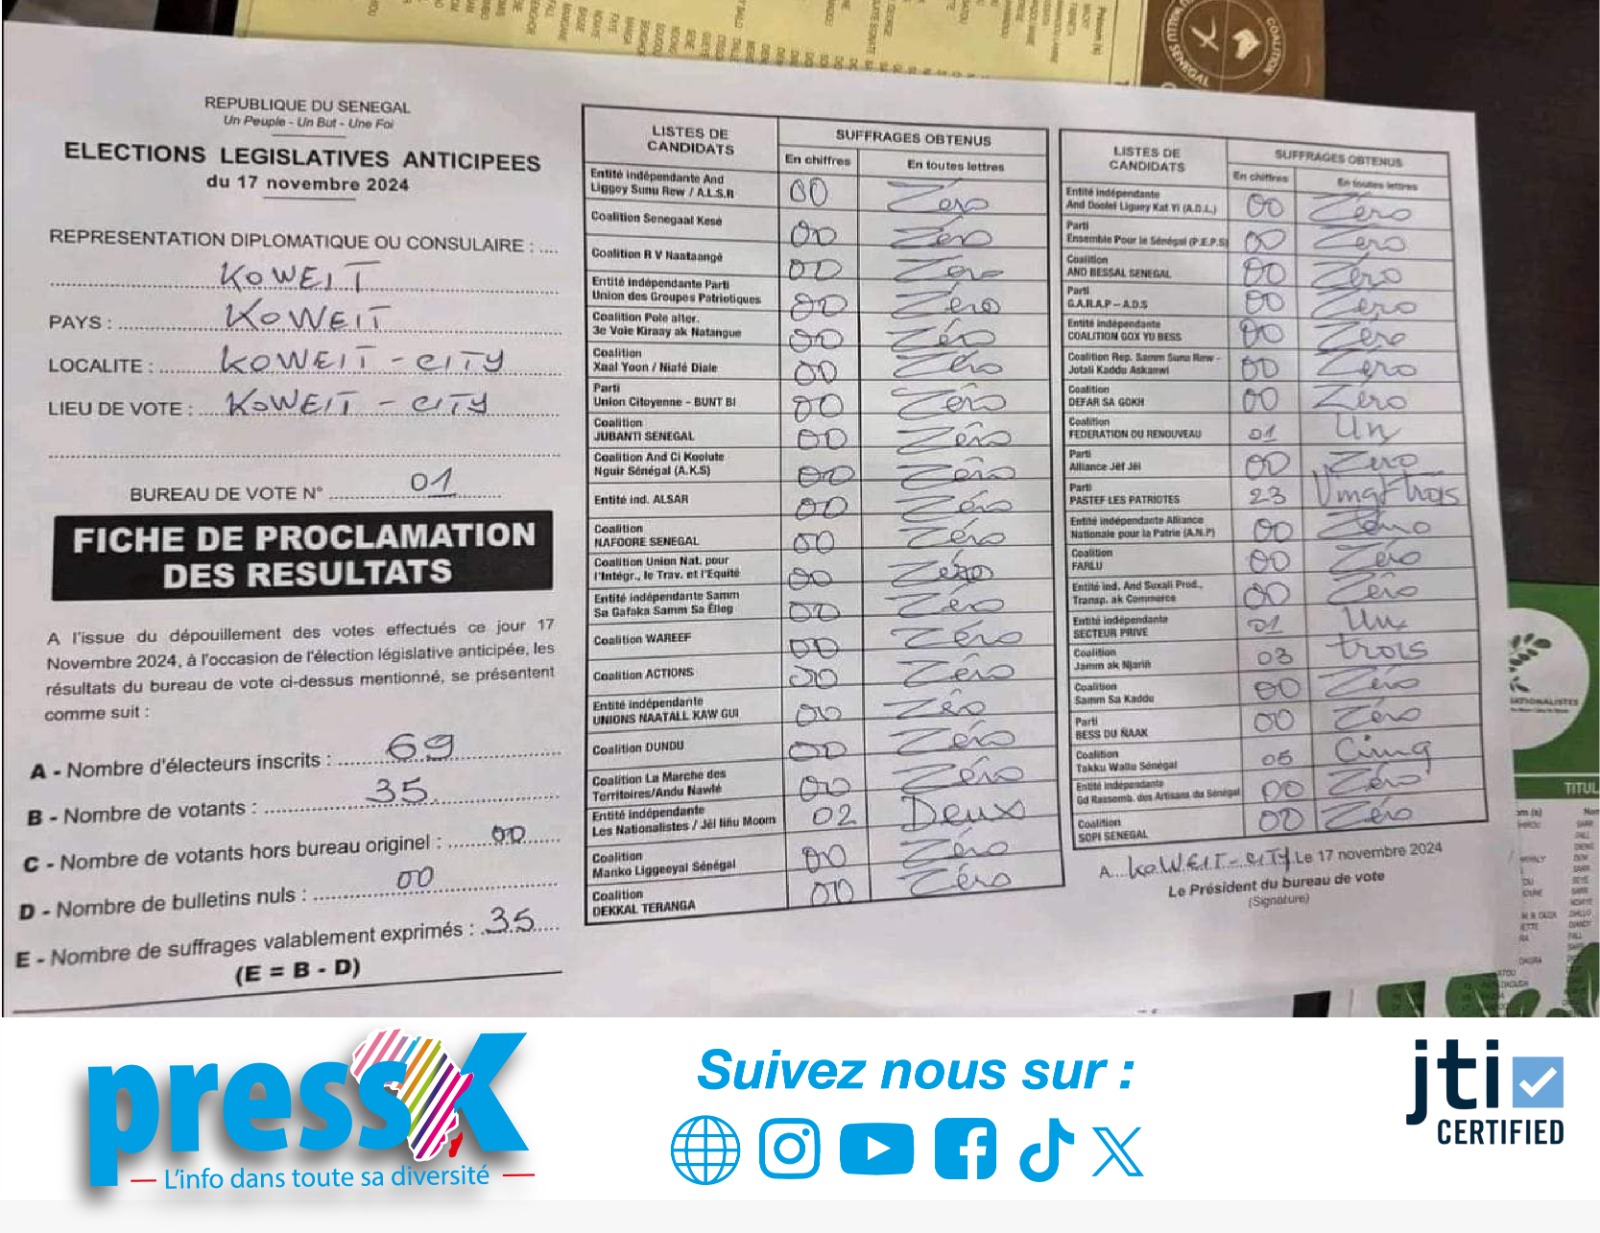 REPUBLIQUE DU SENEGAL
Un Peuple - Un But - Une Foi
ELECTIONS LEGISLATIVES ANTICIPEES
du 17 novembre 2024
REPRESENTATION DIPLOMATIQUE OU CONSULAIRE : ....
KOWEIT
PAYS : KOWEIT
LOCALITE : KOWEIT - CITY
LIEU DE VOTE : KOWEIT - CITY
BUREAU DE VOTE N° 01
FICHE DE PROCLAMATION
DES RESULTATS
A l'issue du dépouillement des votes effectués ce jour 17
Novembre 2024, à l'occasion de l'élection législative anticipée, les
résultats du bureau de vote ci-dessus mentionné, se présentent
comme suit :
A - Nombre d'électeurs inscrits : 69
B - Nombre de votants : 35
C - Nombre de votants hors bureau originel : 00
D - Nombre de bulletins nuls : 00
E - Nombre de suffrages valablement exprimés : 35
(E = B - D)
LISTES DE CANDIDATS SUFFRAGES OBTENUS
En chiffres En toutes lettres
Entité indépendante And
Liggey Sunu Rew / A.L.S.R 00 Zéro
Coalition Senegaal Kesé 00 Zéro
Coalition R V Naataangé 00 Zéro
Entité indépendante Parti
Union des Groupes Patriotiques 00 Zéro
Coalition Pole alter.
3e Voie Kiraay ak Natangue 00 Zéro
Coalition
Xaal Yoon / Niafé Diale 00 Zéro
Parti
Union Citoyenne - BUNT BI 00 Zéro
Coalition
JUBANTI SENEGAL 00 Zéro
Coalition And Ci Koolute
Nguir Sénégal (A.K.S) 00 Zéro
Entité ind. ALSAR 00 Zéro
Coalition
NAFOORE SENEGAL 00 Zéro
Coalition Union Nat. pour
l'Intégr., le Trav. et l'Equité 00 Zéro
Entité indépendante Samm
Sa Gafaka Samm Sa Ëlleg 00 Zéro
Coalition WAREEF 00 Zéro
Coalition ACTIONS 00 Zéro
Entité indépendante
UNIONS NAATALL KAW GUI 00 Zéro
Coalition DUNDU 00 Zéro
Coalition La Marche des
Territoires/Andu Nawlé 00 Zéro
Entité indépendante
Les Nationalistes / Jël liñu Moom 02 Deux
Coalition
Manko Liggeeyal Sénégal 00 Zéro
Coalition
DEKKAL TERANGA 00 Zéro
LISTES DE CANDIDATS SUFFRAGES OBTENUS
En chiffres En toutes lettres
Entité indépendante
And Doolel Liguey Kat Yi (A.D.L.) 00 Zéro
Parti
Ensemble Pour le Sénégal (P.E.P.S) 00 Zéro
Coalition
AND BESSAL SENEGAL 00 Zéro
Parti
G.A.R.A.P - A.D.S 00 Zéro
Entité indépendante
COALITION GOX YU BESS 00 Zéro
Coalition Rep. Samm Sunu Rew -
Jotali Kaddu Askanwi 00 Zéro
Coalition
DEFAR SA GOKH 00 Zéro
Coalition
FEDERATION DU RENOUVEAU 01 Un
Parti
Alliance Jëf Jël 00 Zéro
Parti
PASTEF LES PATRIOTES 23 Vingt trois
Entité indépendante Alliance
Nationale pour la Patrie (A.N.P) 00 Zéro
Coalition
FARLU 00 Zéro
Entité ind. And Suxali Prod.,
Transp. ak Commerce 00 Zéro
Entité indépendante
SECTEUR PRIVE 01 Un
Coalition
Jamm ak Njariñ 03 trois
Coalition
Samm Sa Kaddu 00 Zéro
Parti
BESS DU ÑAAK 00 Zéro
Coalition
Takku Wallu Sénégal 05 Cinq
Entité indépendante
Gd Rassemb. des Artisans du Sénégal 00 Zéro
Coalition
SOPI SENEGAL 00 Zéro
A KOWEIT-CITY Le 17 novembre 2024
Le Président du bureau de vote
(Signature)
COALITION
SENEGAL
TITUL
pressK
L'info dans toute sa diversité
Suivez nous sur :
jti
CERTIFIED